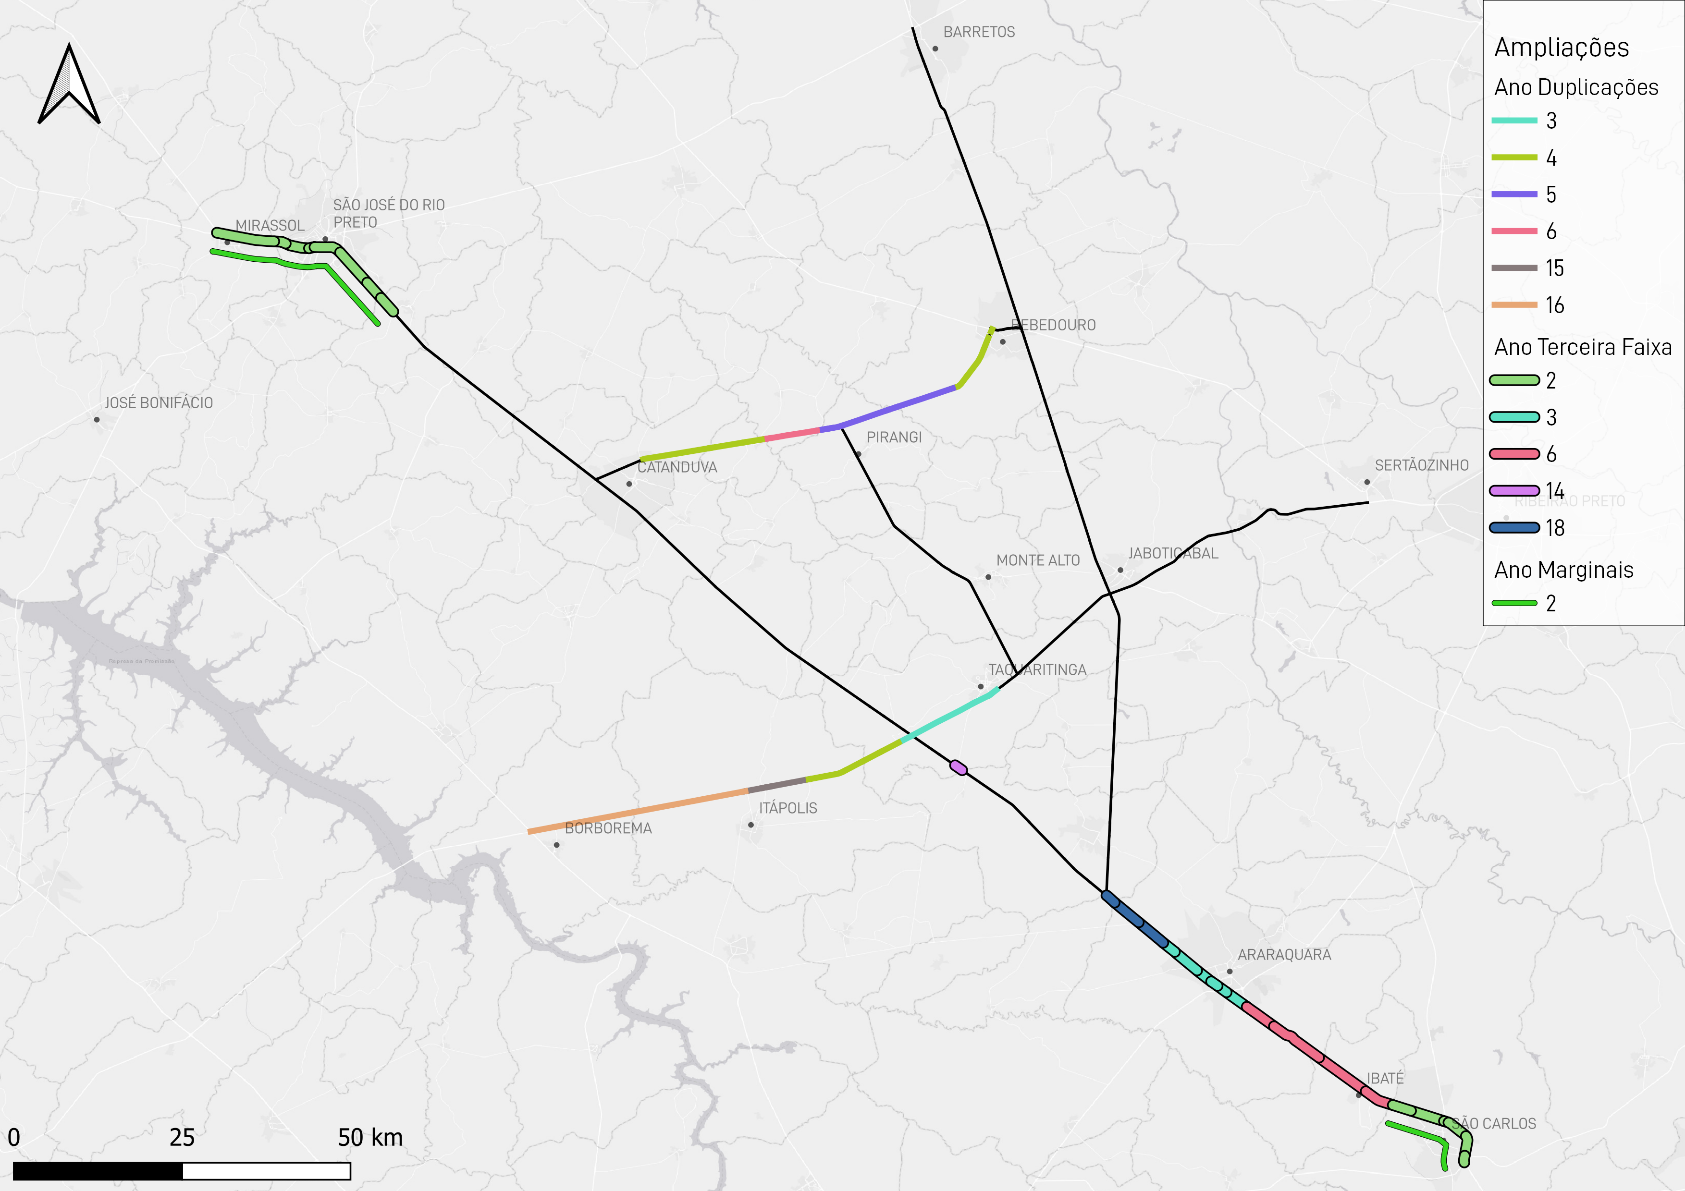 BARRETOS
SÃO JOSÉ DO RIO
PRETO
MIRASSOL
BEBEDOURO
JOSÉ BONIFÁCIO
PIRANGI
CATANDUVA
SERTÃOZINHO
RIBEIRÃO PRETO
MONTE ALTO
JABOTICABAL
TAQUARITINGA
ITÁPOLIS
BORBOREMA
ARARAQUARA
IBATÉ
SÃO CARLOS
0 25 50 km
Ampliações
Ano Duplicações
3
4
5
6
15
16
Ano Terceira Faixa
2
3
6
14
18
Ano Marginais
2